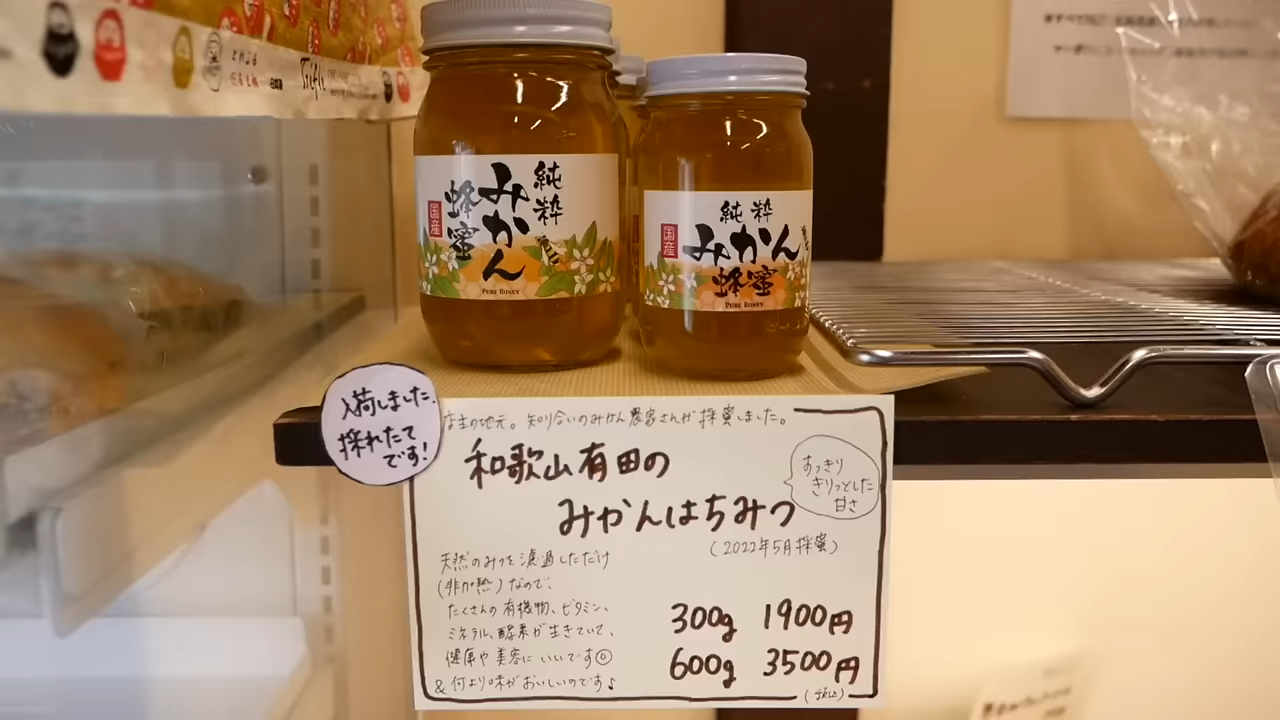 純粋
みかん
蜂蜜
国産
PURE HONEY
純粋
みかん
蜂蜜
国産
PURE HONEY
入荷しました。
採れたて
です!
店主の地元。知り合いのみかん農家さんが採蜜しました。
和歌山有田の
みかんはちみつ
すっきり
きりっとした
甘さ
(2022年5月採蜜)
天然のみつを濾過しただけ
(非加熱)なので、
たくさんの有機物、ビタミン、
ミネラル、酵素が生きていて、
健康や美容にいいです◎
&何より味がおいしいのです♪
300g 1900円
600g 3500円
(税込)